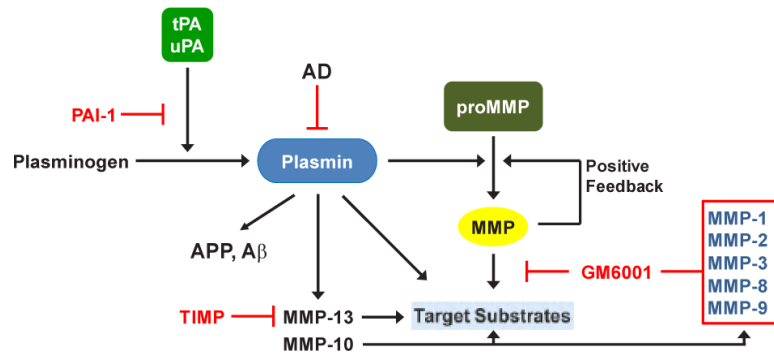 tPA
uPA
AD
PAI-1
proMMP
Plasminogen
Plasmin
Positive
Feedback
MMP
APP, Aβ
MMP-1
MMP-2
MMP-3
MMP-8
MMP-9
GM6001
TIMP
MMP-13
Target Substrates
MMP-10